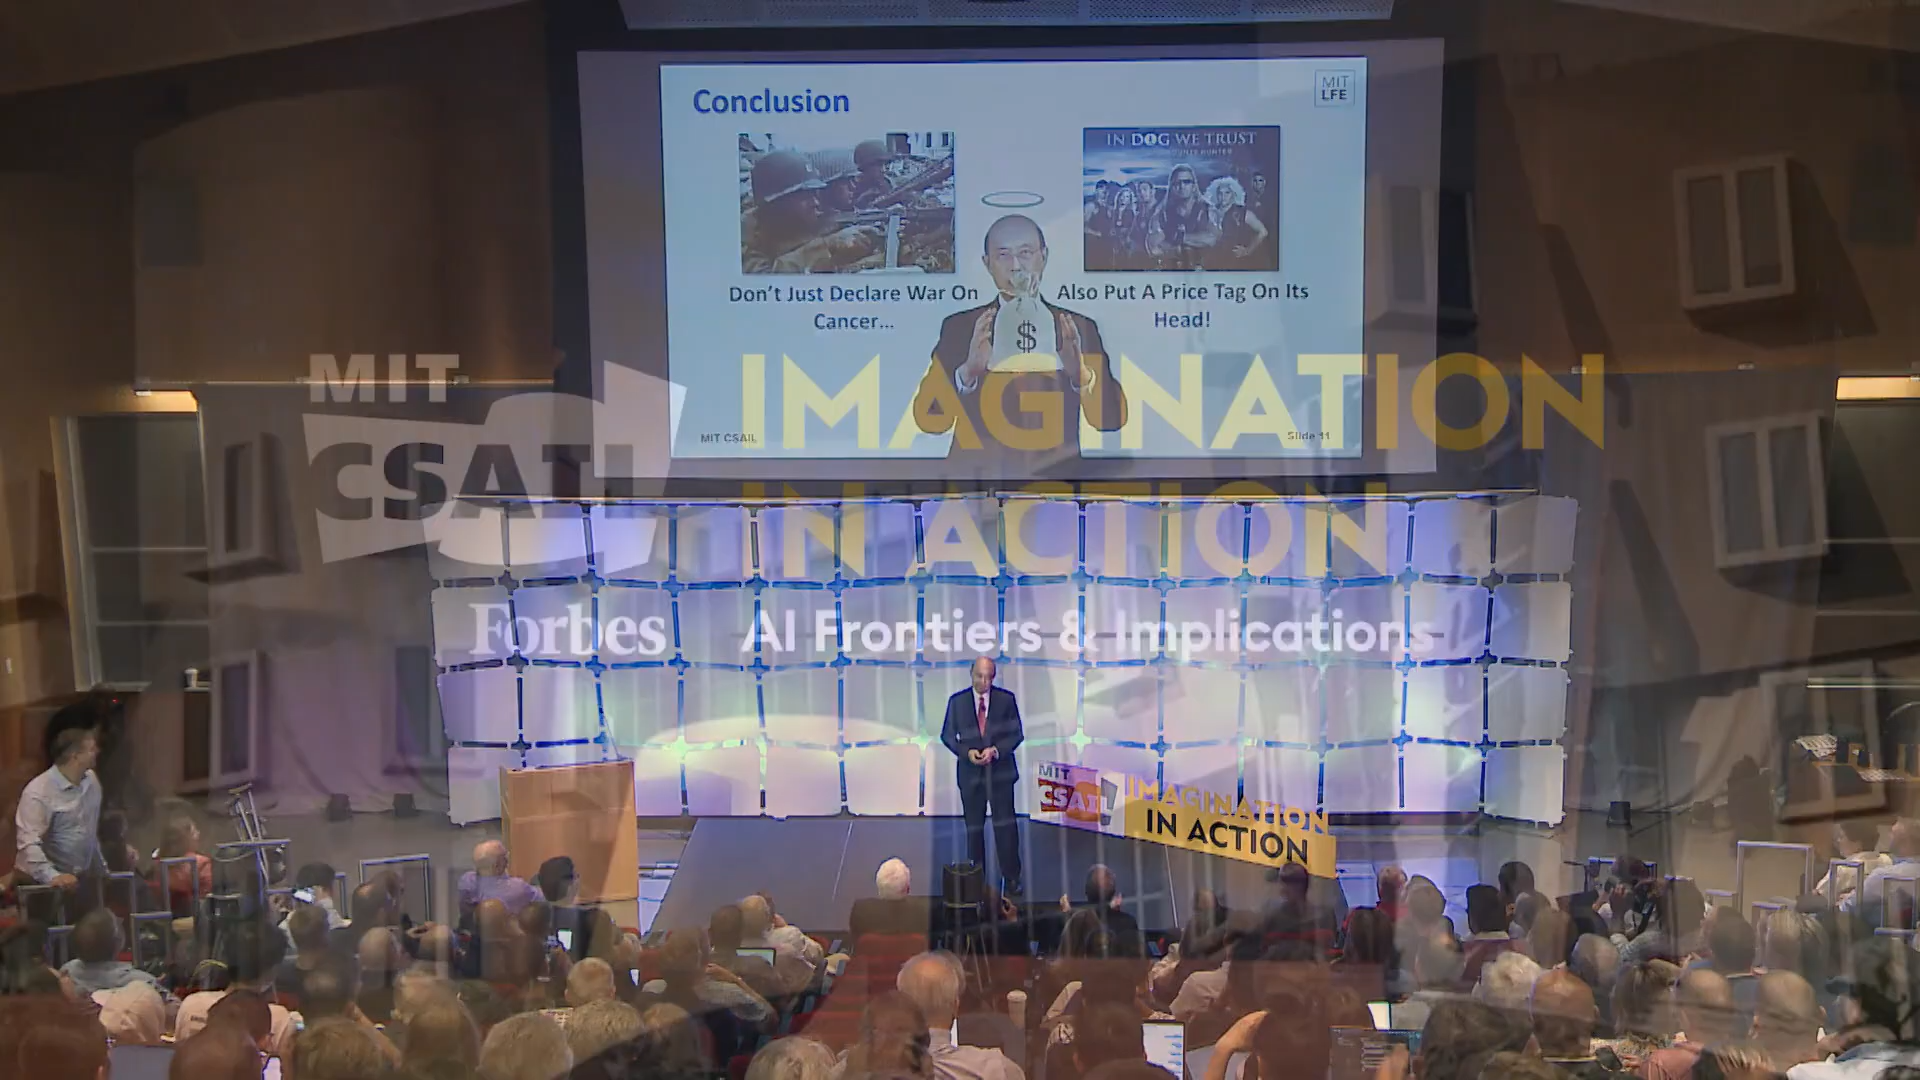 Conclusion
MIT
LFE
IN DOG WE TRUST
Don't Just Declare War On
Cancer...
Also Put A Price Tag On Its
Head!
$
MIT CSAIL
Slide 11
MIT
CSAIL
IMAGINATION
IN ACTION
Forbes
AI Frontiers & Implications
MIT
CSAIL
IMAGINATION
IN ACTION